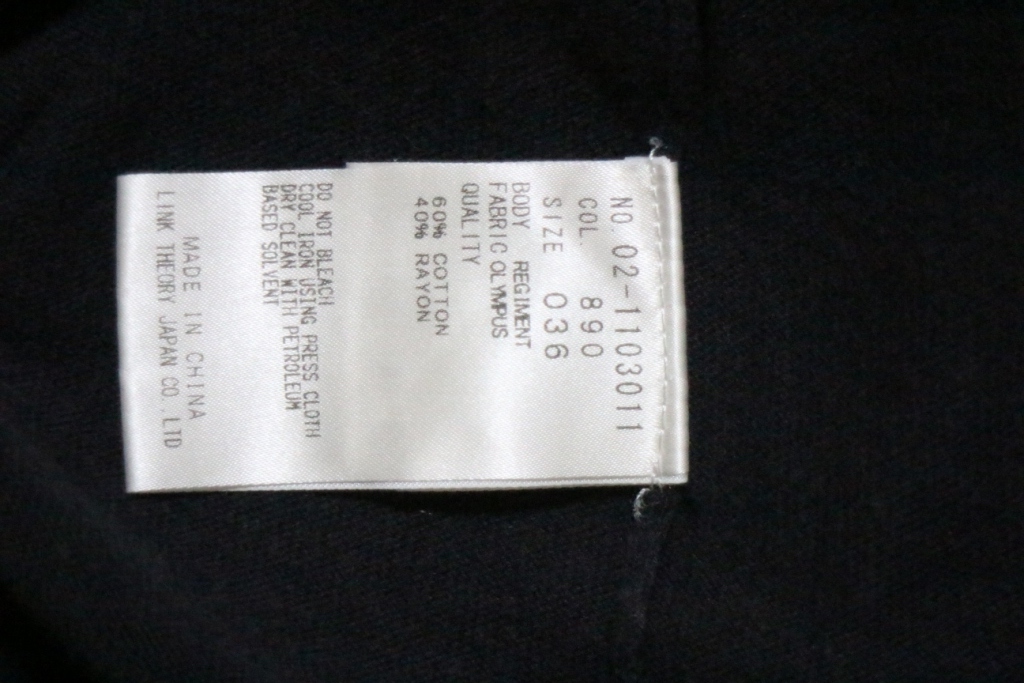 NO. 02-1103011
COL. 890
SIZE 036
BODY REGIMENT
FABRIC OLYMPUS
QUALITY
60% COTTON
40% RAYON
DO NOT BLEACH
COOL IRON USING PRESS CLOTH
DRY CLEAN WITH PETROLEUM
BASED SOLVENT
MADE IN CHINA
LINK THEORY JAPAN CO.,LTD